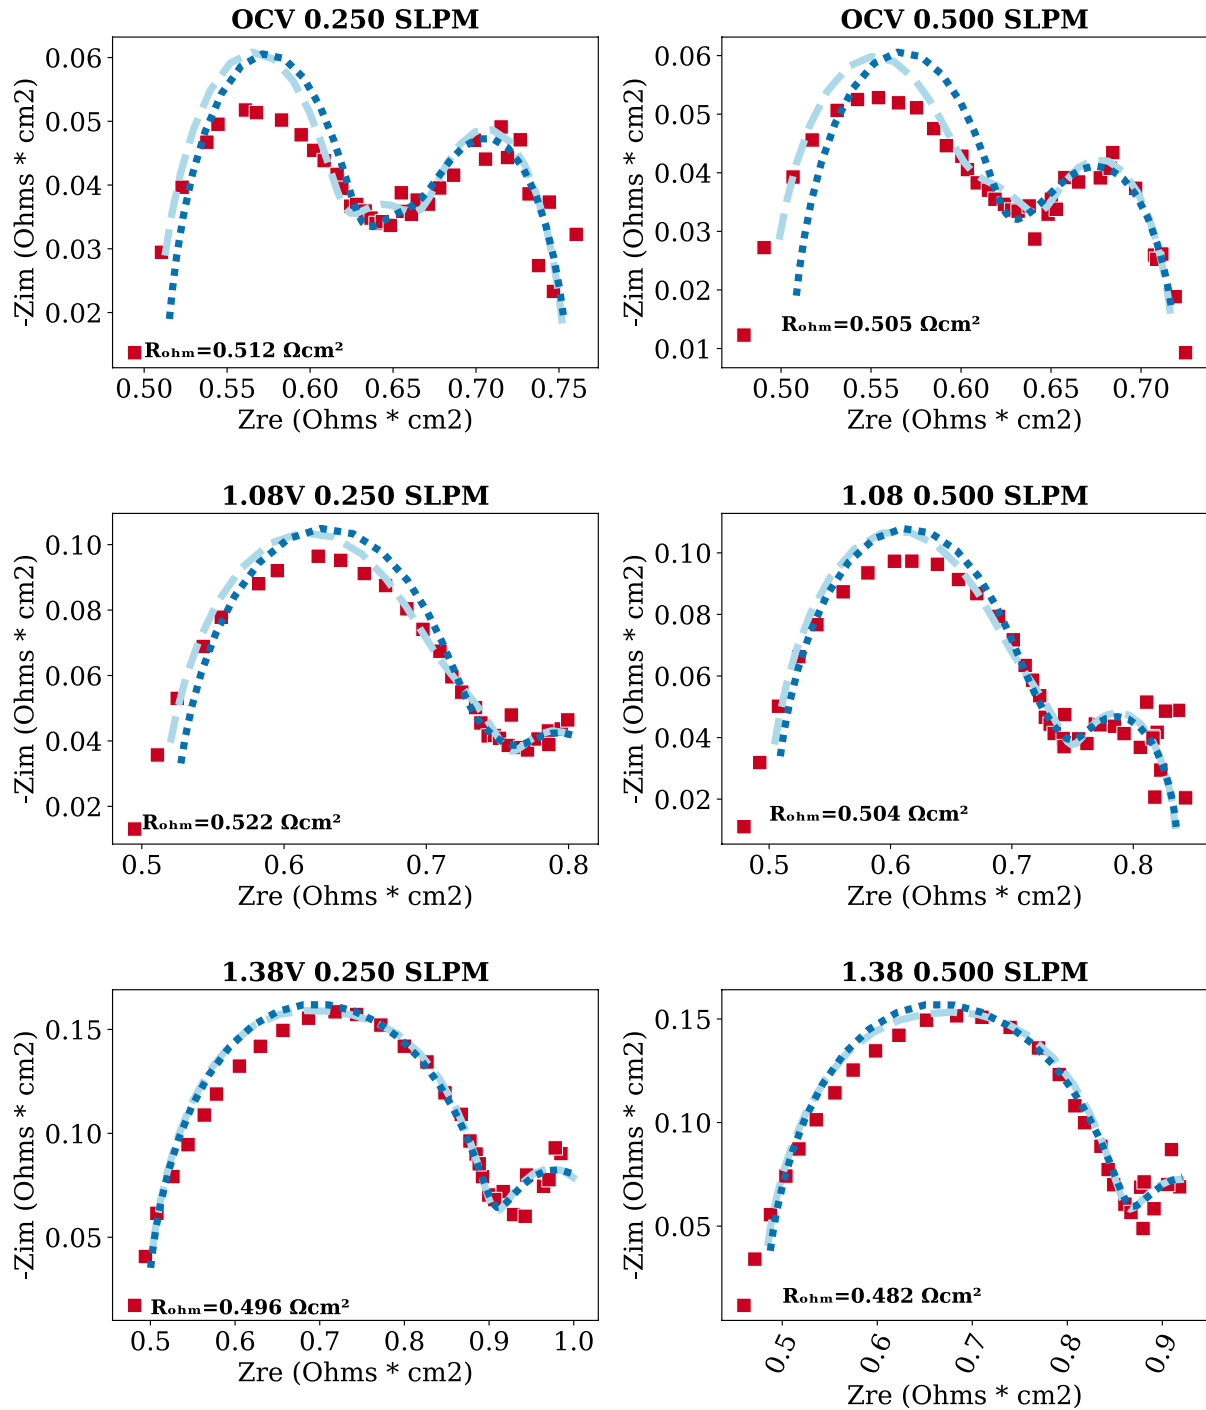 OCV 0.250 SLPM
-Zim (Ohms * cm2)
0.06
0.05
0.04
0.03
0.02
Rₒₕₘ=0.512 Ωcm²
0.50 0.55 0.60 0.65 0.70 0.75
Zre (Ohms * cm2)
OCV 0.500 SLPM
-Zim (Ohms * cm2)
0.06
0.05
0.04
0.03
0.02
0.01
Rₒₕₘ=0.505 Ωcm²
0.50 0.55 0.60 0.65 0.70
Zre (Ohms * cm2)
1.08V 0.250 SLPM
-Zim (Ohms * cm2)
0.10
0.08
0.06
0.04
0.02
Rₒₕₘ=0.522 Ωcm²
0.5 0.6 0.7 0.8
Zre (Ohms * cm2)
1.08 0.500 SLPM
-Zim (Ohms * cm2)
0.10
0.08
0.06
0.04
0.02
Rₒₕₘ=0.504 Ωcm²
0.5 0.6 0.7 0.8
Zre (Ohms * cm2)
1.38V 0.250 SLPM
-Zim (Ohms * cm2)
0.15
0.10
0.05
Rₒₕₘ=0.496 Ωcm²
0.5 0.6 0.7 0.8 0.9 1.0
Zre (Ohms * cm2)
1.38 0.500 SLPM
-Zim (Ohms * cm2)
0.15
0.10
0.05
Rₒₕₘ=0.482 Ωcm²
0.5 0.6 0.7 0.8 0.9
Zre (Ohms * cm2)